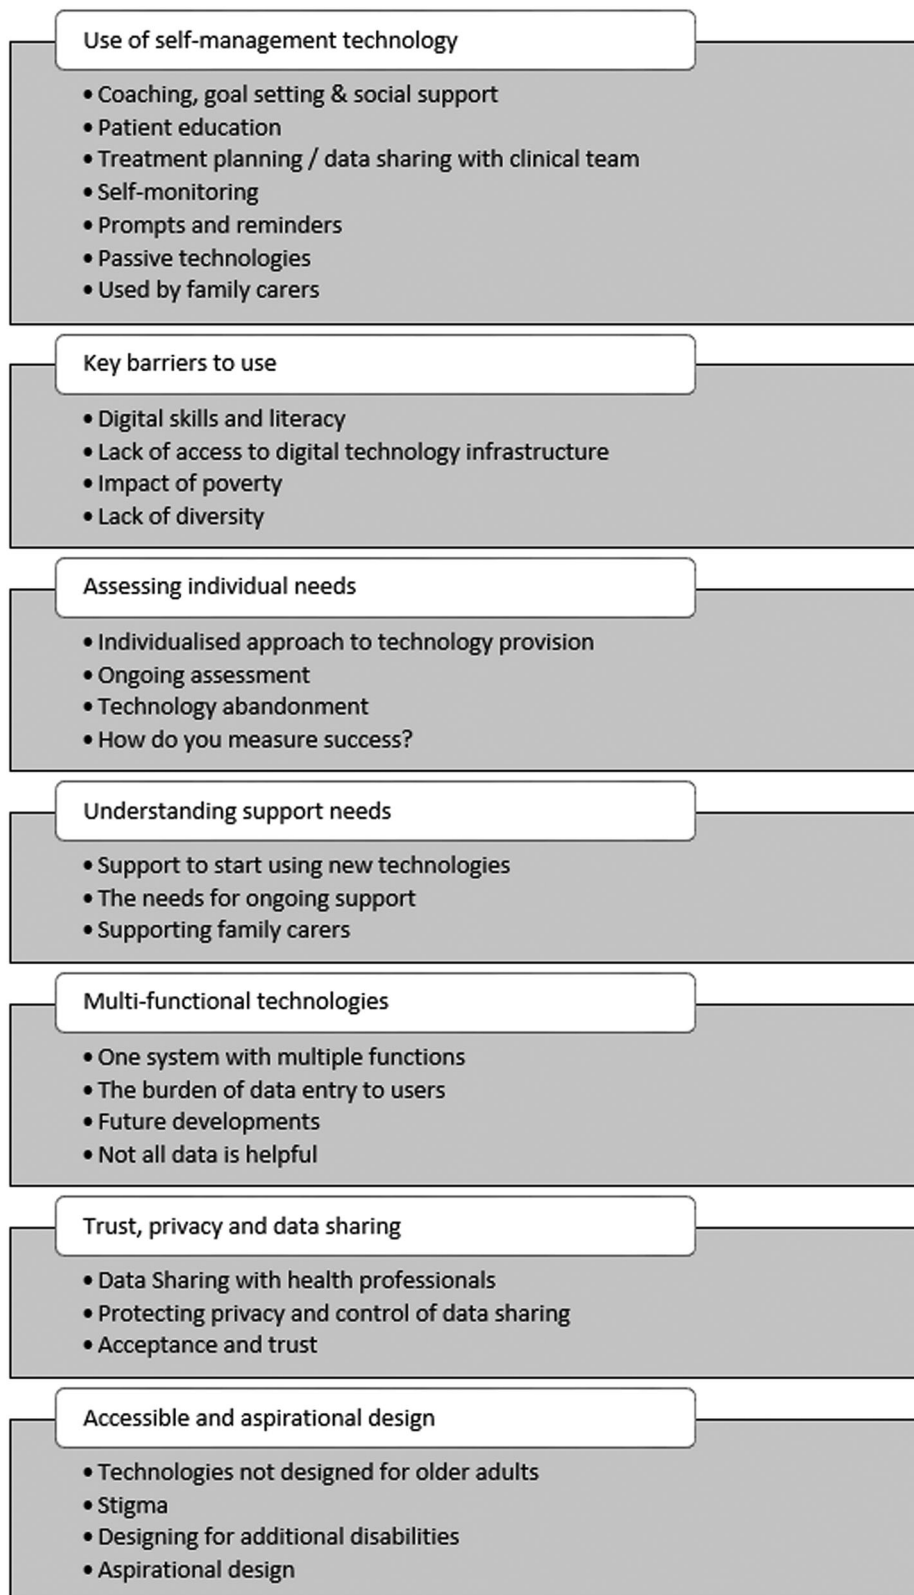 Use of self-management technology
• Coaching, goal setting & social support
• Patient education
• Treatment planning / data sharing with clinical team
• Self-monitoring
• Prompts and reminders
• Passive technologies
• Used by family carers
Key barriers to use
• Digital skills and literacy
• Lack of access to digital technology infrastructure
• Impact of poverty
• Lack of diversity
Assessing individual needs
• Individualised approach to technology provision
• Ongoing assessment
• Technology abandonment
• How do you measure success?
Understanding support needs
• Support to start using new technologies
• The needs for ongoing support
• Supporting family carers
Multi-functional technologies
• One system with multiple functions
• The burden of data entry to users
• Future developments
• Not all data is helpful
Trust, privacy and data sharing
• Data Sharing with health professionals
• Protecting privacy and control of data sharing
• Acceptance and trust
Accessible and aspirational design
• Technologies not designed for older adults
• Stigma
• Designing for additional disabilities
• Aspirational design